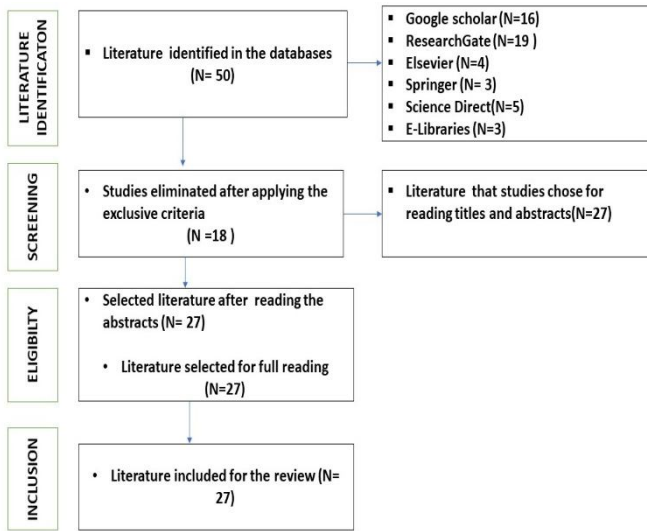 LITERATURE
IDENTIFICATON
▪ Literature identified in the databases
(N= 50)
▪ Google scholar (N=16)
▪ ResearchGate (N=19 )
▪ Elsevier (N=4)
▪ Springer (N= 3)
▪ Science Direct(N=5)
▪ E-Libraries (N=3)
SCREENING
• Studies eliminated after applying the
exclusive criteria
(N =18 )
▪ Literature that studies chose for
reading titles and abstracts(N=27)
ELIGIBILTY
• Selected literature after reading the
abstracts (N= 27)
• Literature selected for full reading
(N=27)
INCLUSION
• Literature included for the review (N=
27)